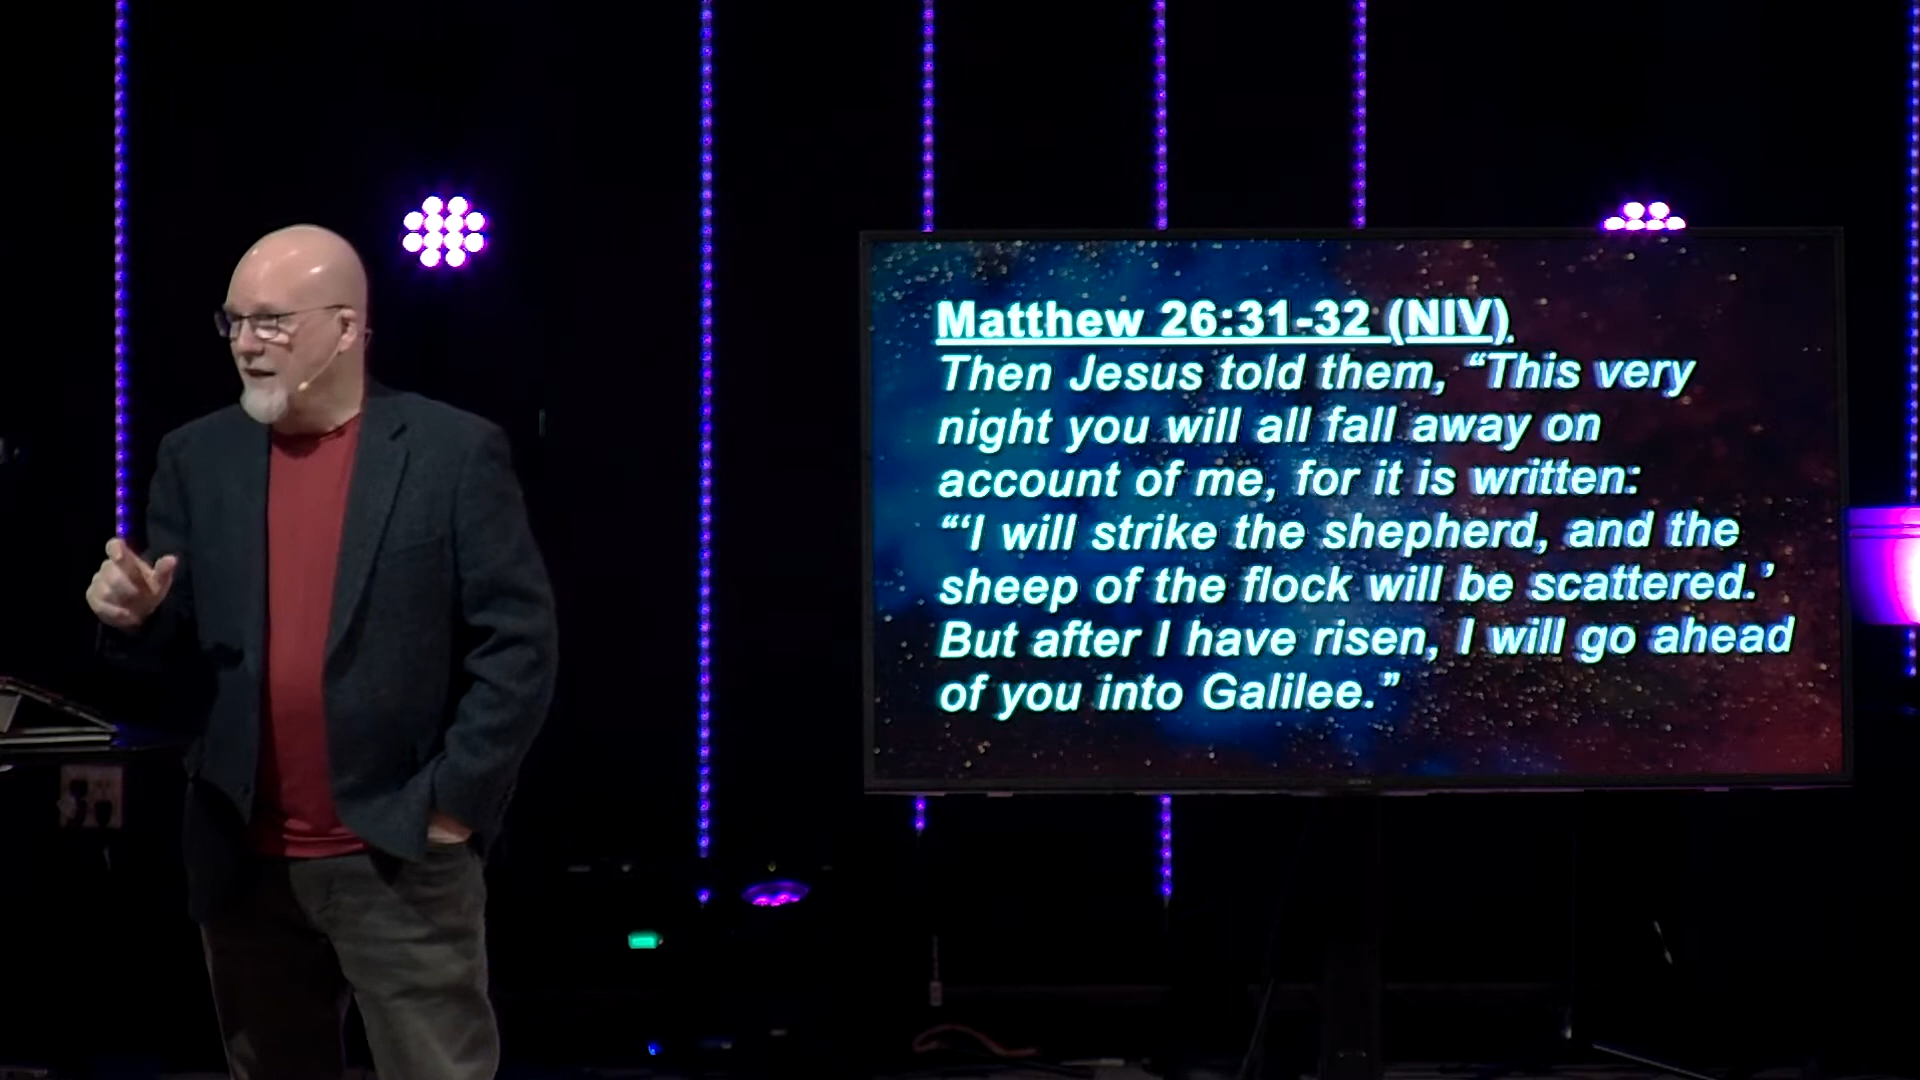 Matthew 26:31-32 (NIV)
Then Jesus told them, “This very
night you will all fall away on
account of me, for it is written:
“‘I will strike the shepherd, and the
sheep of the flock will be scattered.’
But after I have risen, I will go ahead
of you into Galilee.”